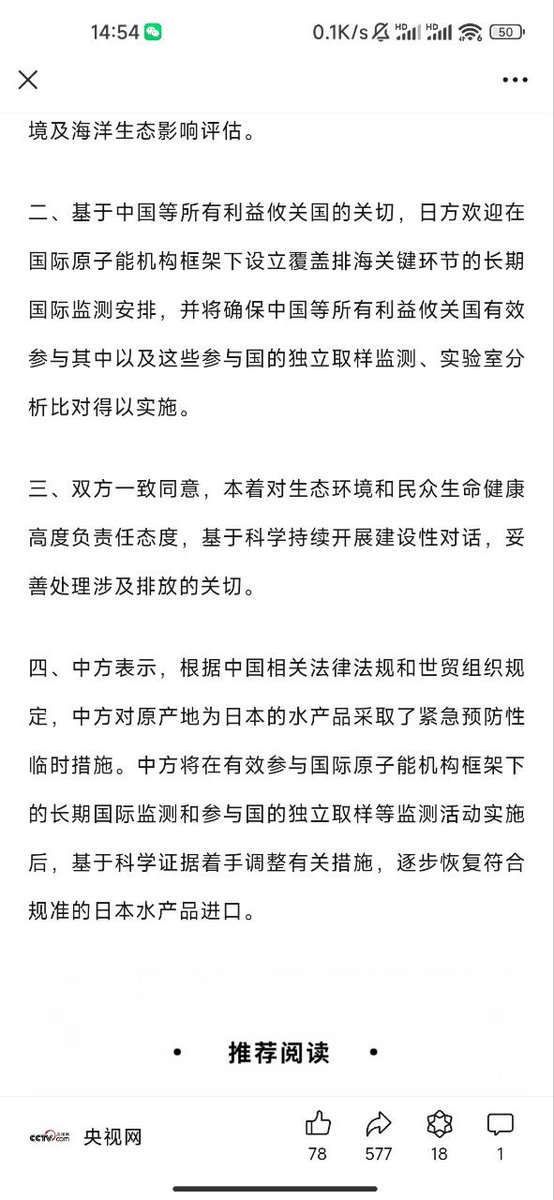 14:54
0.1K/s HD HD 6 50
境及海洋生态影响评估。
二、基于中国等所有利益攸关国的关切，日方欢迎在
国际原子能机构框架下设立覆盖排海关键环节的长期
国际监测安排，并将确保中国等所有利益攸关国有效
参与其中以及这些参与国的独立取样监测、实验室分
析比对得以实施。
三、双方一致同意，本着对生态环境和民众生命健康
高度负责任态度，基于科学持续开展建设性对话，妥
善处理涉及排放的关切。
四、中方表示，根据中国相关法律法规和世贸组织规
定，中方对原产地为日本的水产品采取了紧急预防性
临时措施。中方将在有效参与国际原子能机构框架下
的长期国际监测和参与国的独立取样等监测活动实施
后，基于科学证据着手调整有关措施，逐步恢复符合
规准的日本水产品进口。
• 推荐阅读 •
CCTV.com 央视网
78 577 18 1